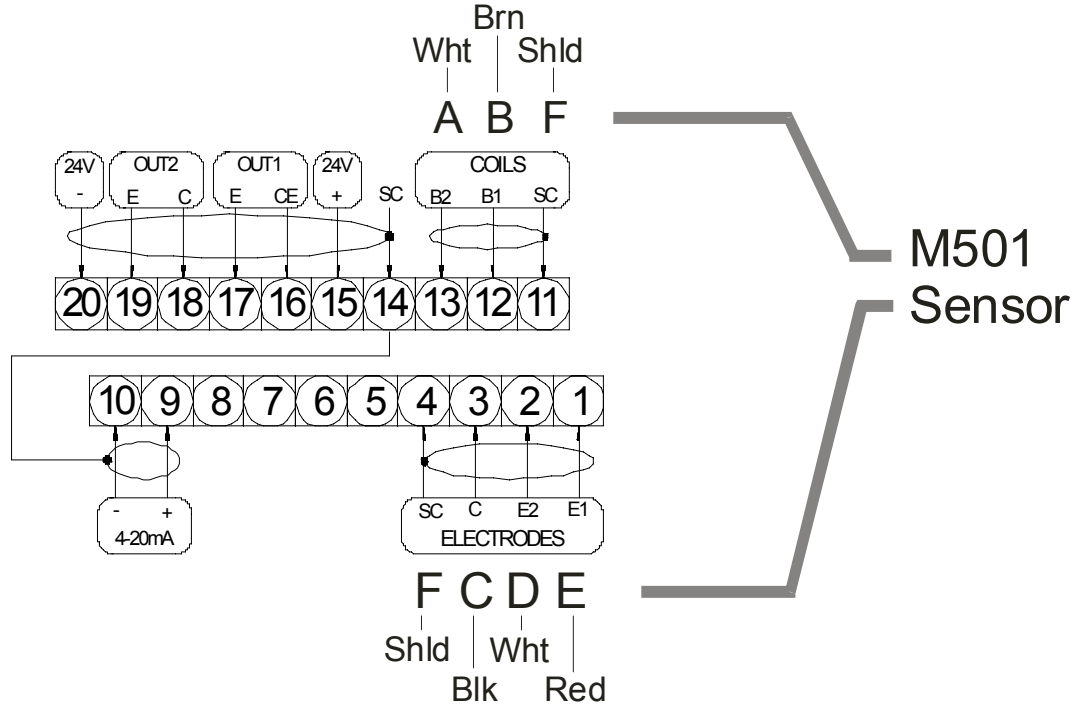 Brn
Wht Shld
A B F
24V OUT2 OUT1 24V COILS
- E C E CE + SC B2 B1 SC
20 19 18 17 16 15 14 13 12 11
M501
Sensor
10 9 8 7 6 5 4 3 2 1
- + SC C E2 E1
4-20mA ELECTRODES
F C D E
Shld Wht
Blk Red